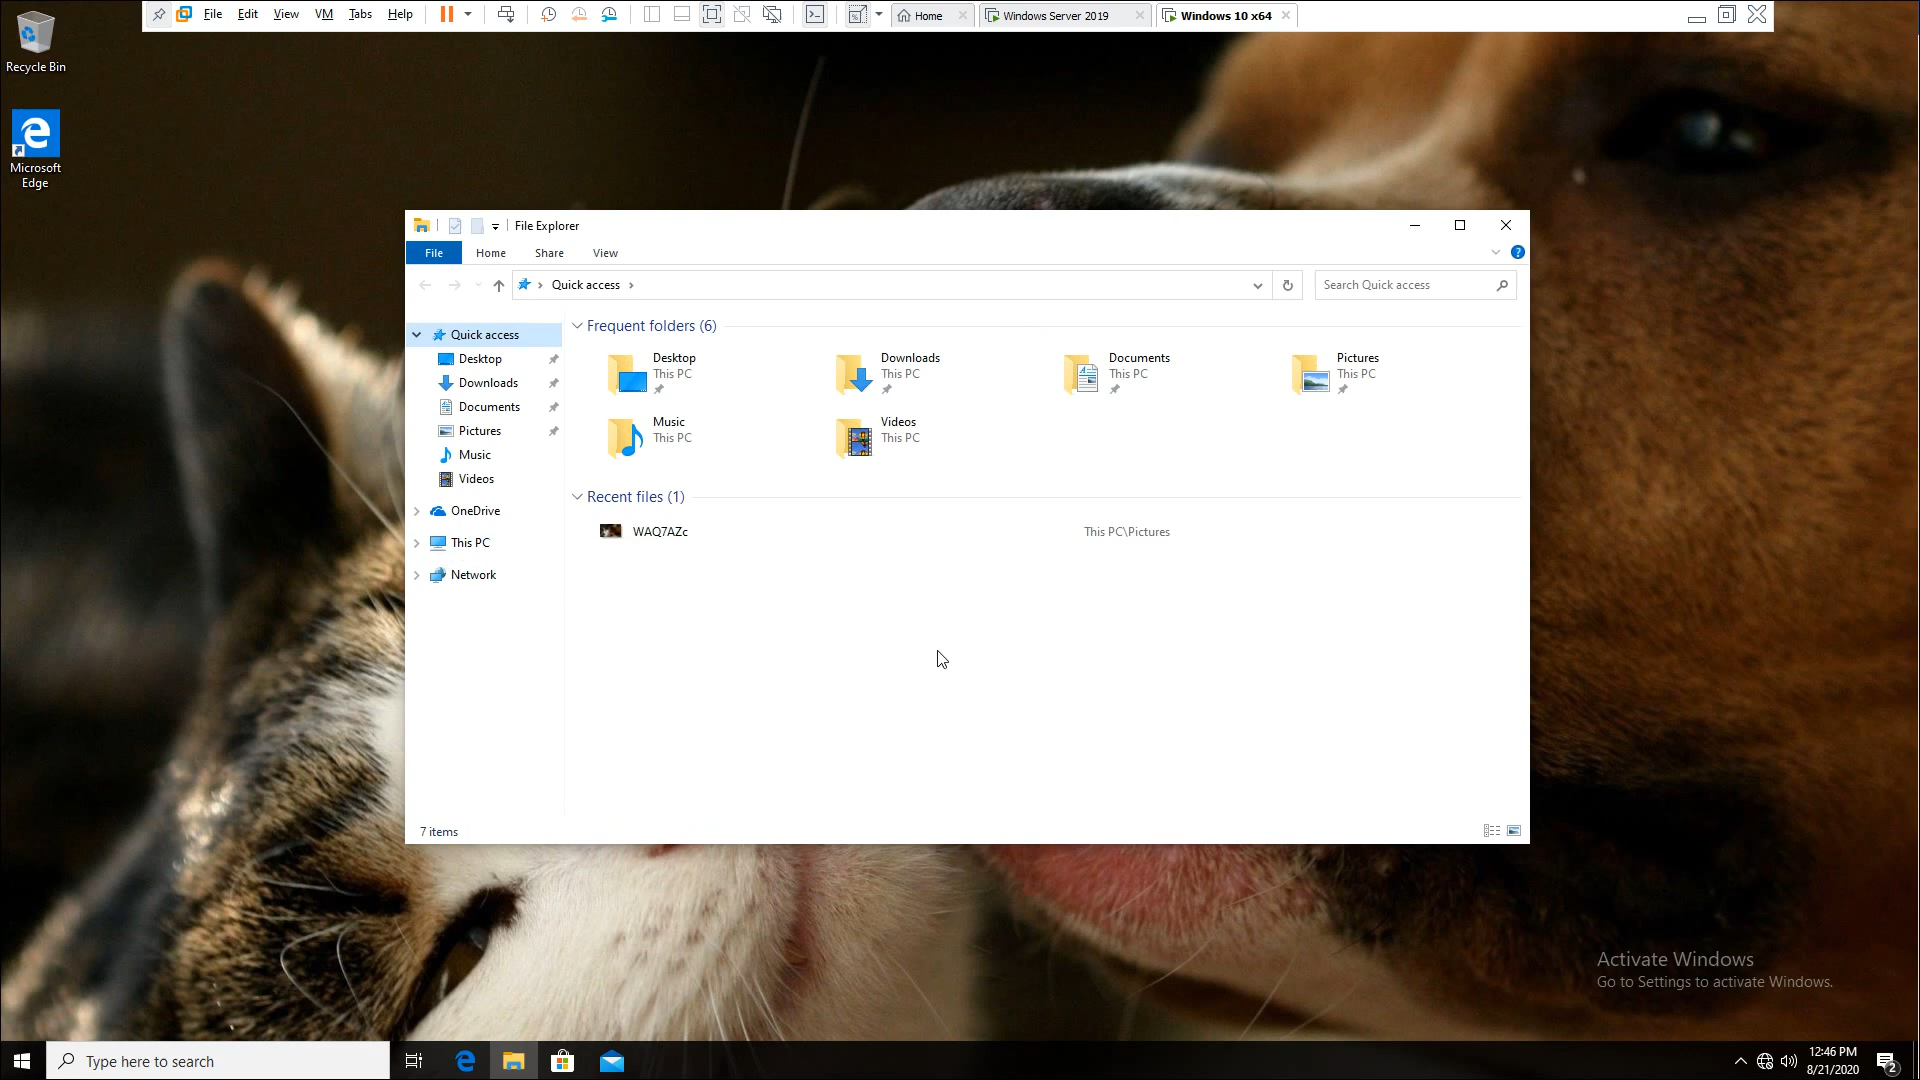 File Edit View VM Tabs Help Home Windows Server 2019 Windows 10 x64
Recycle Bin
Microsoft
Edge
File Explorer
File Home Share View
Quick access
Search Quick access
Quick access
Desktop
Downloads
Documents
Pictures
Music
Videos
OneDrive
This PC
Network
Frequent folders (6)
Desktop
This PC
Downloads
This PC
Documents
This PC
Pictures
This PC
Music
This PC
Videos
This PC
Recent files (1)
WAQ7AZc This PC\Pictures
7 items
Activate Windows
Go to Settings to activate Windows.
Type here to search
12:46 PM
8/21/2020
2